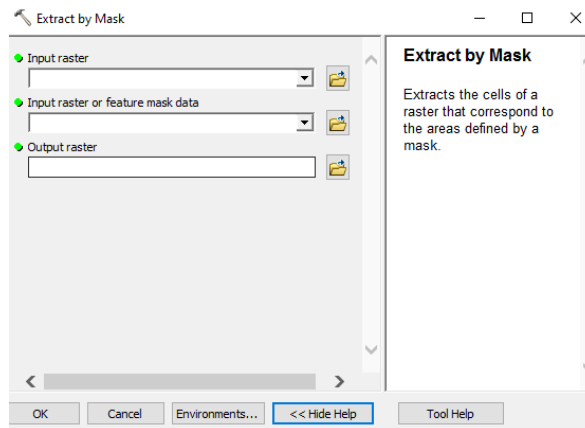 Extract by Mask
Input raster
Input raster or feature mask data
Output raster
Extract by Mask
Extracts the cells of a
raster that correspond to
the areas defined by a
mask.
OK
Cancel
Environments...
<< Hide Help
Tool Help